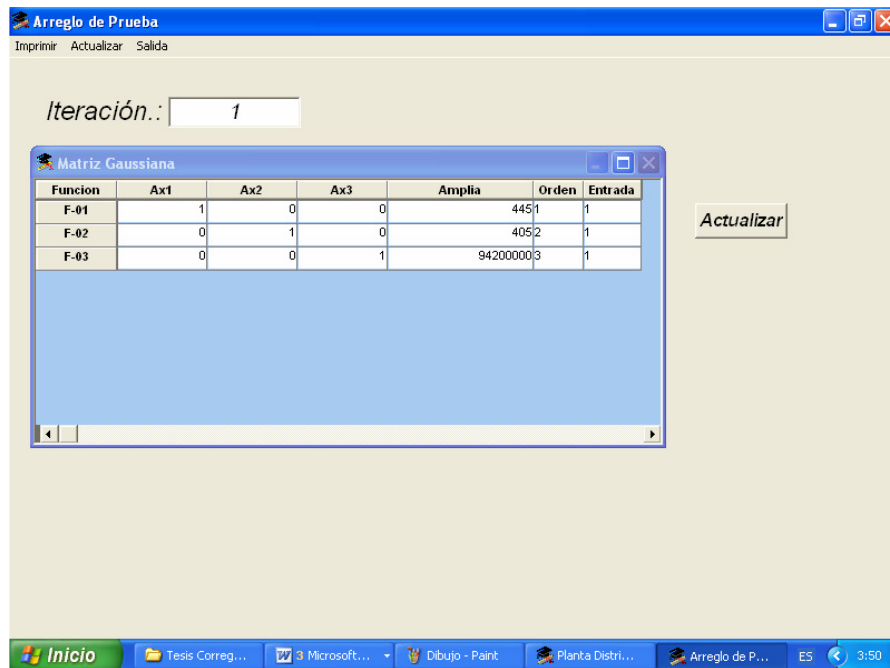 Arreglo de Prueba
Imprimir Actualizar Salida
Iteración.: 1
Matriz Gaussiana
Funcion Ax1 Ax2 Ax3 Amplia Orden Entrada
F-01 1 0 0 445 1 1
F-02 0 1 0 405 2 1
F-03 0 0 1 94200000 3 1
Actualizar
Inicio Tesis Correg... 3 Microsoft... Dibujo - Paint Planta Distri... Arreglo de P... ES 3:50